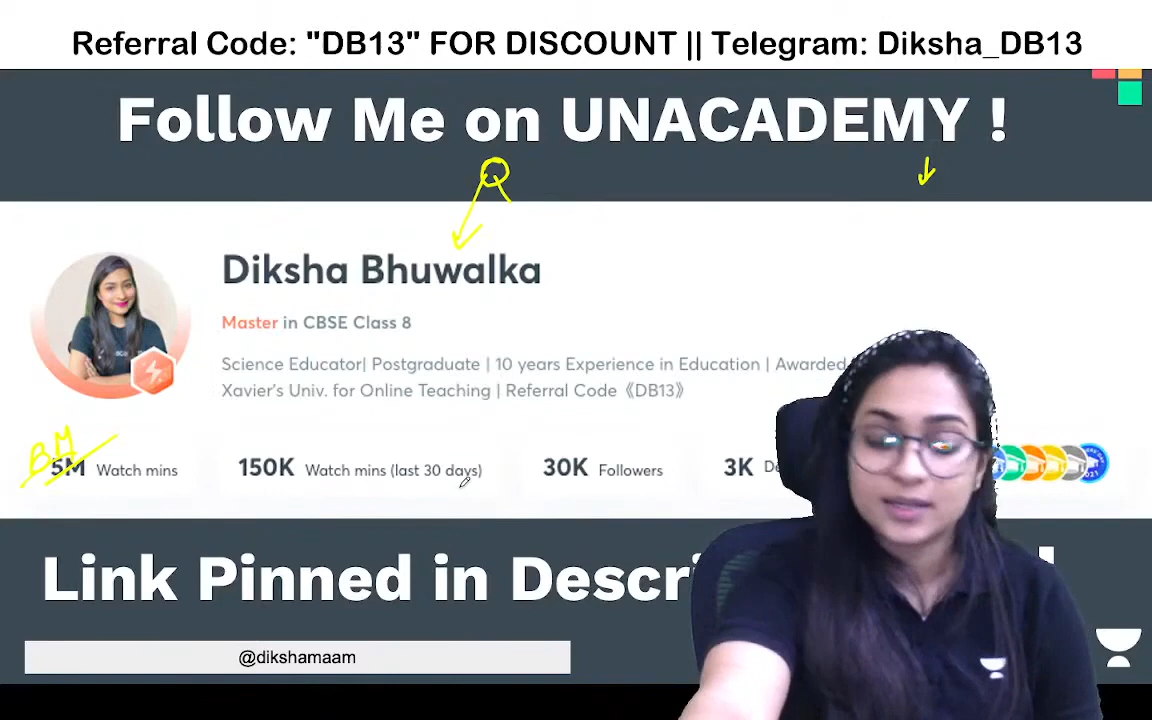 Referral Code: "DB13" FOR DISCOUNT || Telegram: Diksha_DB13
Follow Me on UNACADEMY !
Diksha Bhuwalka
Master in CBSE Class 8
Science Educator| Postgraduate | 10 years Experience in Education | Awarded
Xavier's Univ. for Online Teaching | Referral Code 《DB13》
5M Watch mins
150K Watch mins (last 30 days)
30K Followers
3K
Link Pinned in Descri
@dikshamaam